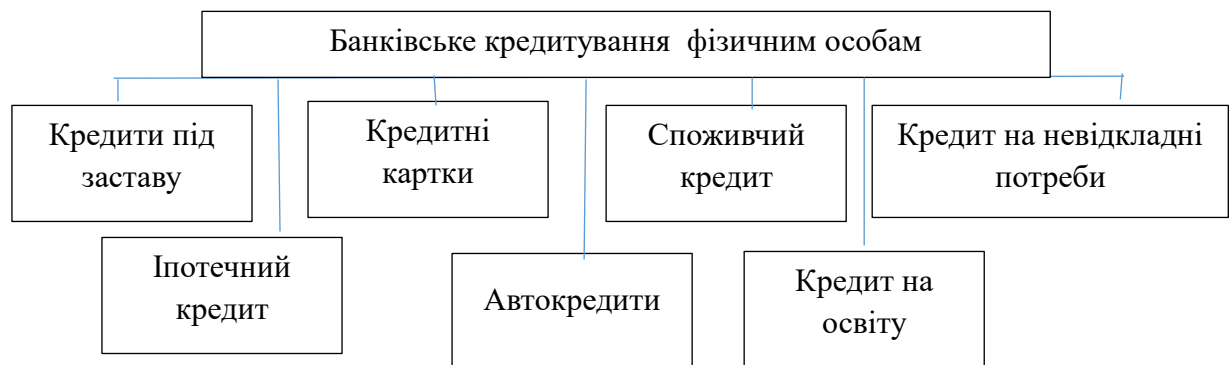 Банківське кредитування фізичним особам
Кредити під
заставу
Кредитні
картки
Споживчий
кредит
Кредит на невідкладні
потреби
Іпотечний
кредит
Автокредити
Кредит на
освіту